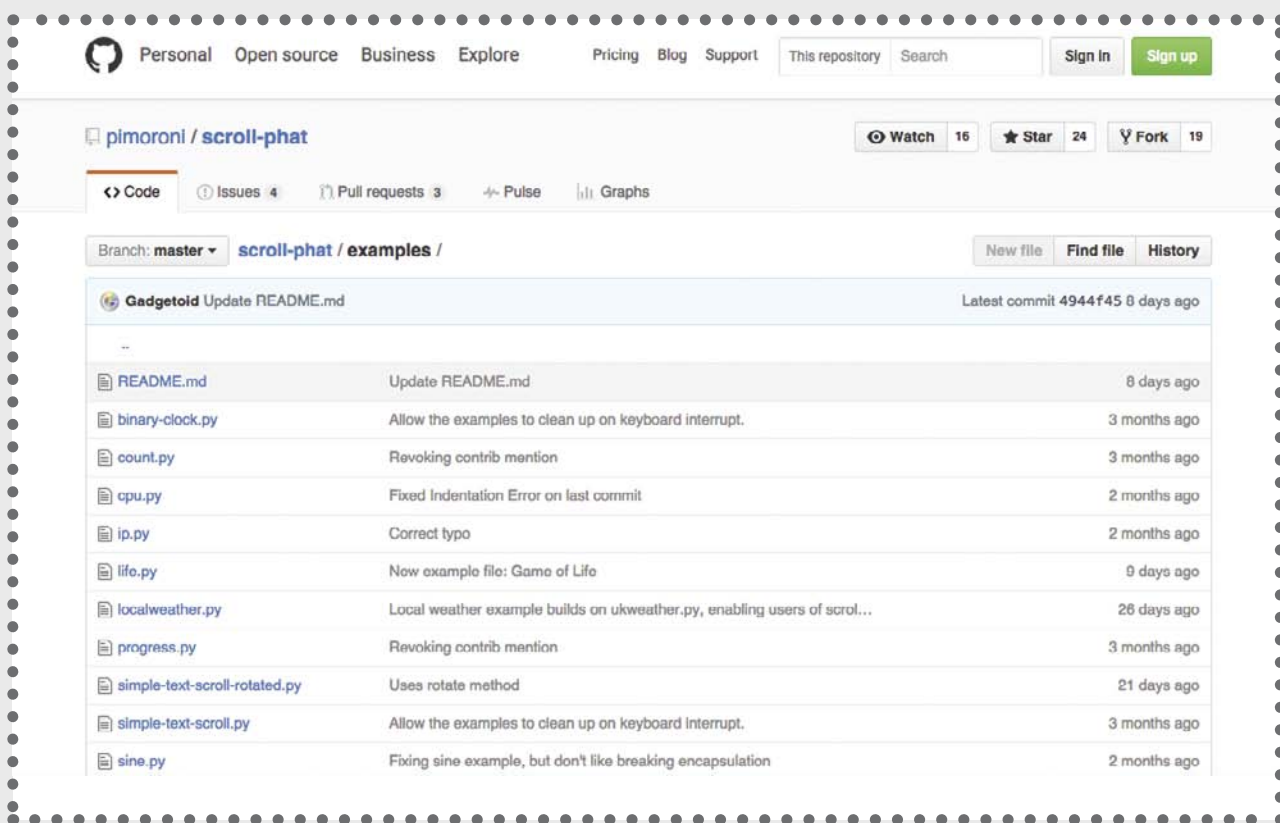 Personal Open source Business Explore Pricing Blog Support This repository Search Sign in Sign up
pimoroni / scroll-phat Watch 16 Star 24 Fork 19
<> Code Issues 4 Pull requests 3 Pulse Graphs
Branch: master scroll-phat / examples / New file Find file History
Gadgetoid Update README.md Latest commit 4944f45 8 days ago
..
README.md Update README.md 8 days ago
binary-clock.py Allow the examples to clean up on keyboard interrupt. 3 months ago
count.py Revoking contrib mention 3 months ago
cpu.py Fixed Indentation Error on last commit 2 months ago
ip.py Correct typo 2 months ago
life.py New example file: Game of Life 9 days ago
localweather.py Local weather example builds on ukweather.py, enabling users of scrol... 26 days ago
progress.py Revoking contrib mention 3 months ago
simple-text-scroll-rotated.py Uses rotate method 21 days ago
simple-text-scroll.py Allow the examples to clean up on keyboard interrupt. 3 months ago
sine.py Fixing sine example, but don't like breaking encapsulation 2 months ago